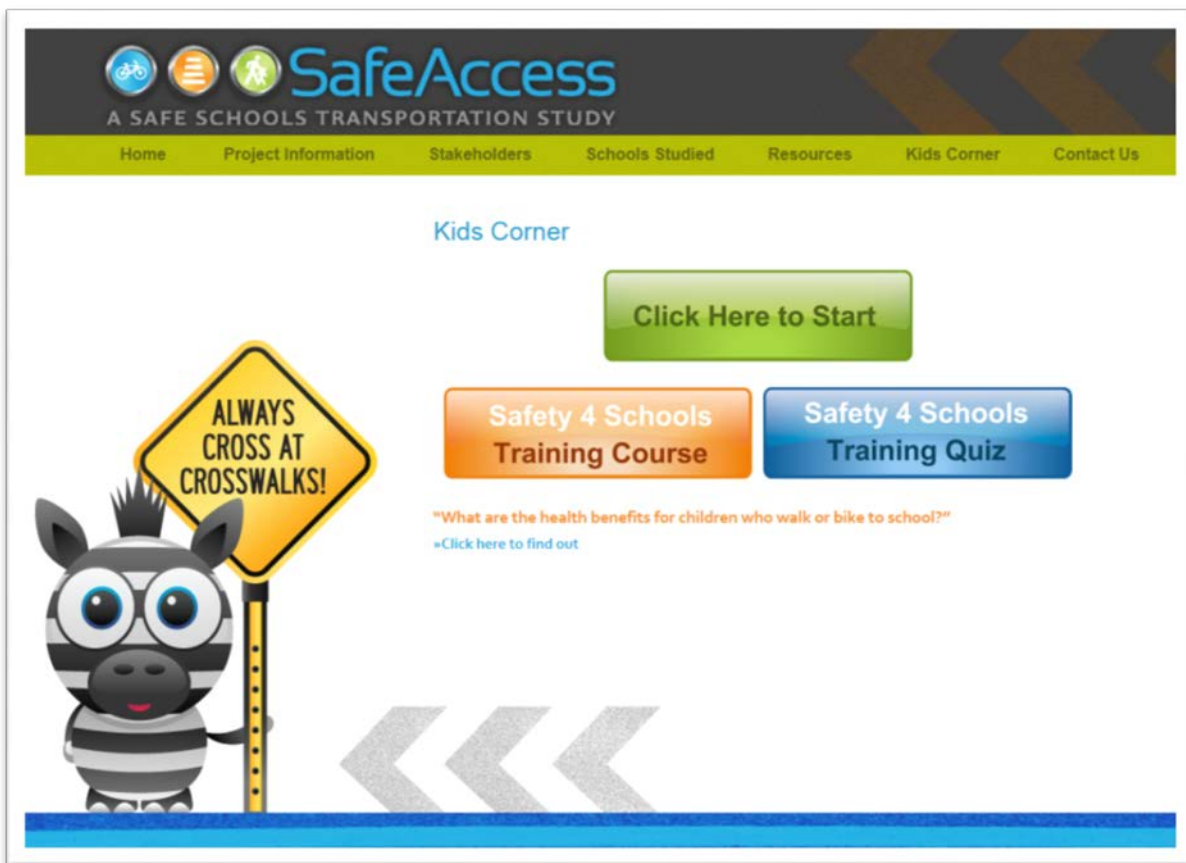 SafeAccess
A SAFE SCHOOLS TRANSPORTATION STUDY
Home Project Information Stakeholders Schools Studied Resources Kids Corner Contact Us
Kids Corner
Click Here to Start
Safety 4 Schools
Training Course
Safety 4 Schools
Training Quiz
"What are the health benefits for children who walk or bike to school?"
»Click here to find out
ALWAYS
CROSS AT
CROSSWALKS!